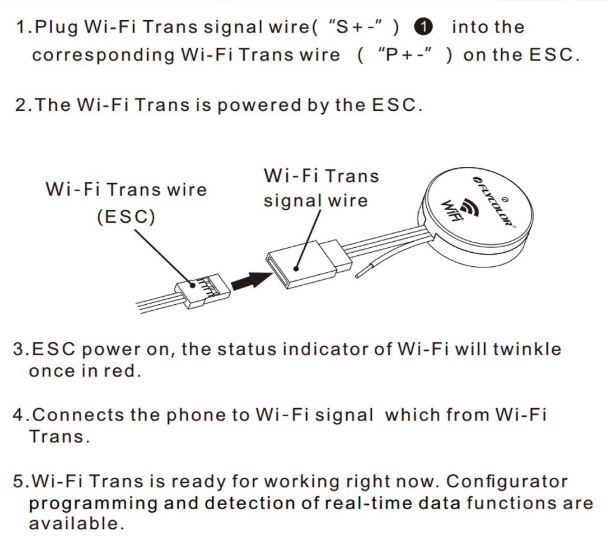 1.Plug Wi-Fi Trans signal wire( “S+-” ) ❶ into the
corresponding Wi-Fi Trans wire ( “P+-” ) on the ESC.
2.The Wi-Fi Trans is powered by the ESC.
Wi-Fi Trans wire
(ESC)
Wi-Fi Trans
signal wire
FLYCOLOR
WiFi
3.ESC power on, the status indicator of Wi-Fi will twinkle
once in red.
4.Connects the phone to Wi-Fi signal which from Wi-Fi
Trans.
5.Wi-Fi Trans is ready for working right now. Configurator
programming and detection of real-time data functions are
available.